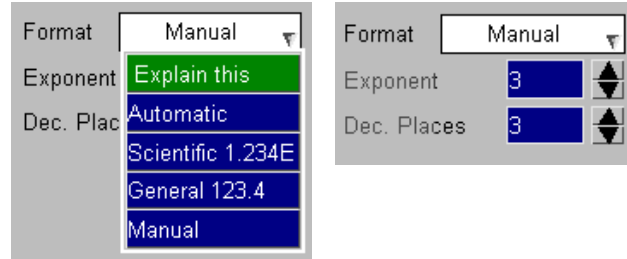 Format Manual
Exponent Explain this
Dec. Plac Automatic
Scientific 1.234E
General 123.4
Manual
Format Manual
Exponent 3
Dec. Places 3